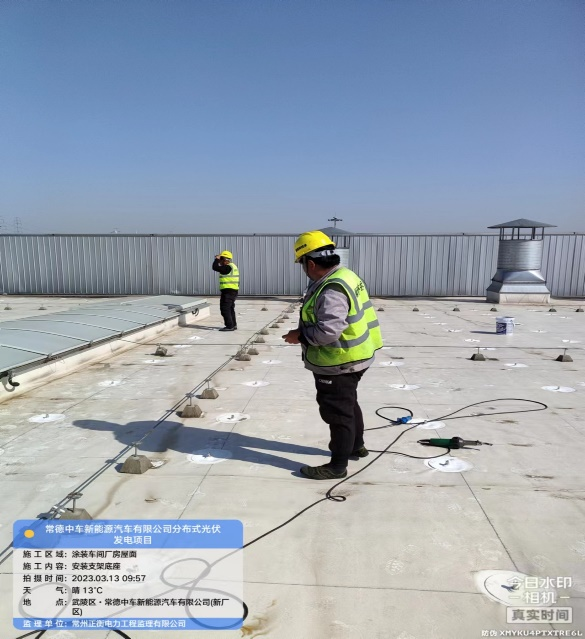 常德中车新能源汽车有限公司分布式光伏
发电项目
施工区域：涂装车间厂房屋面
施工内容：安装支架底座
拍摄时间：2023.03.13 09:57
天 气：晴 13℃
地 点：武陵区·常德中车新能源汽车有限公司(新厂
区)
监理单位：常州正衡电力工程监理有限公司
今日水印
相机
真实时间
防伪 XMYKU4PTXTRE6L